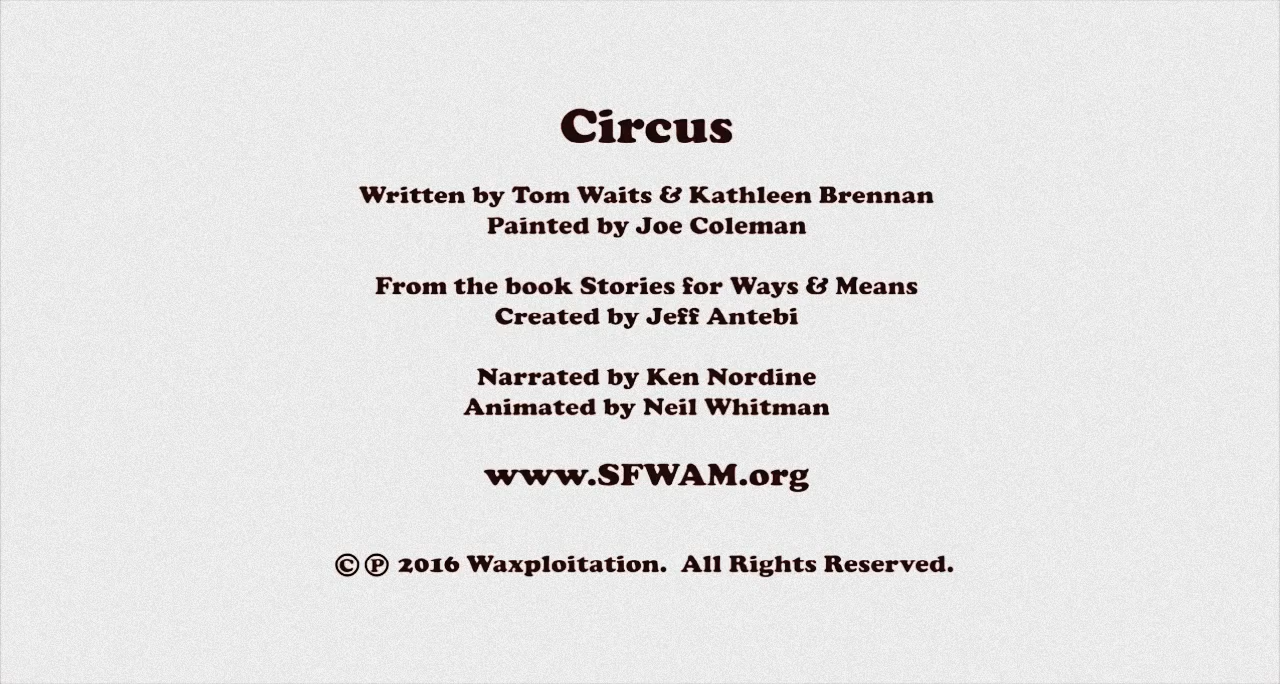 Circus
Written by Tom Waits & Kathleen Brennan
Painted by Joe Coleman
From the book Stories for Ways & Means
Created by Jeff Antebi
Narrated by Ken Nordine
Animated by Neil Whitman
www.SFWAM.org
©℗ 2016 Waxploitation. All Rights Reserved.